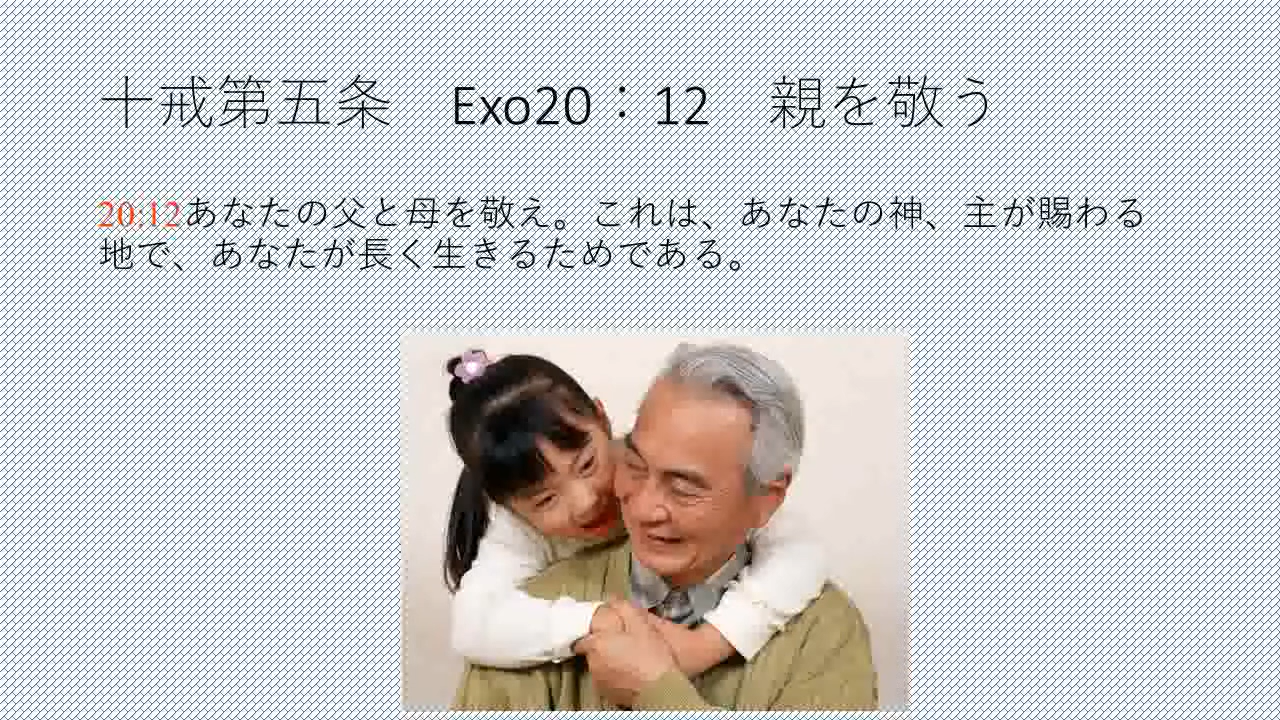 十戒第五条　Exo20：12　親を敬う
20:12あなたの父と母を敬え。これは、あなたの神、主が賜わる
地で、あなたが長く生きるためである。